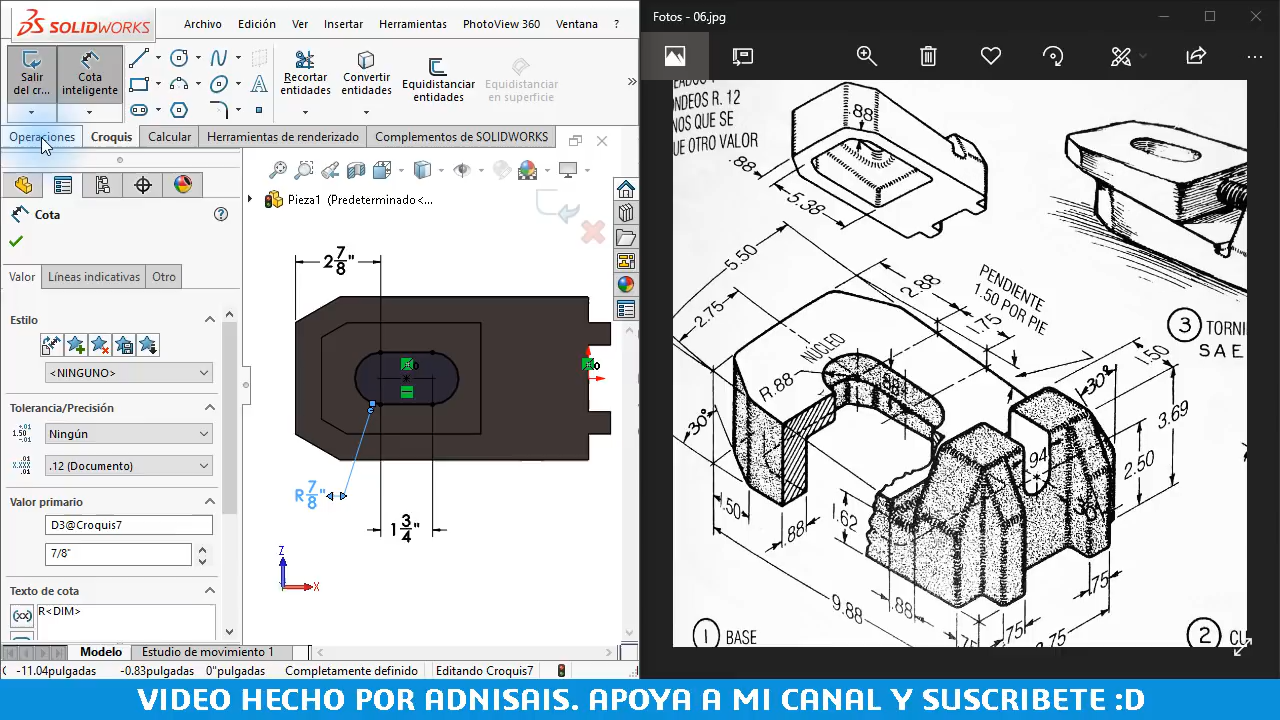 SOLIDWORKS
Archivo Edición Ver Insertar Herramientas PhotoView 360 Ventana ?
Fotos - 06.jpg
Salir del cr...
Cota inteligente
Recortar entidades
Convertir entidades
Equidistanciar entidades
Equidistanciar en superficie
Operaciones Croquis Calcular Herramientas de renderizado Complementos de SOLIDWORKS
Cota
Pieza1 (Predeterminado <...
Valor Líneas indicativas Otro
Estilo
<NINGUNO>
Tolerancia/Precisión
Ningún
.12 (Documento)
Valor primario
D3@Croquis7
7/8"
Texto de cota
R<DIM>
2 7/8"
R 7/8"
1 3/4"
Z
X
Modelo Estudio de movimiento 1
-11.04pulgadas -0.83pulgadas 0"pulgadas Completamente definido Editando Croquis7
ONDEOS R. 12
NOS QUE SE
UE OTRO VALOR
.88
.88
5.38
5.50
2.88
PENDIENTE
1.50 POR PIE
1.75
2.75
NÚCLEO
R.88
.88
30°
3 TORNI
SAE
1.50
30°
3.69
.94
2.50
1.50
.88
1.62
9.88
.88
.75
.75
1 BASE
2 CU
VIDEO HECHO POR ADNISAIS. APOYA A MI CANAL Y SUSCRIBETE :D